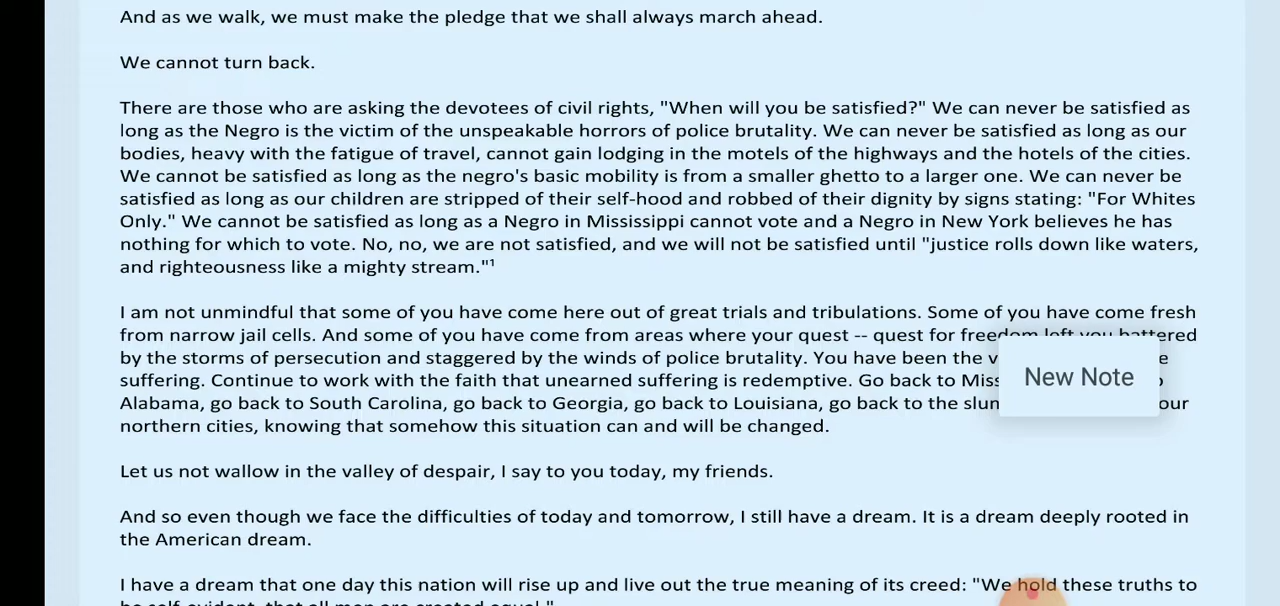 And as we walk, we must make the pledge that we shall always march ahead.
We cannot turn back.
There are those who are asking the devotees of civil rights, "When will you be satisfied?" We can never be satisfied as
long as the Negro is the victim of the unspeakable horrors of police brutality. We can never be satisfied as long as our
bodies, heavy with the fatigue of travel, cannot gain lodging in the motels of the highways and the hotels of the cities.
We cannot be satisfied as long as the negro's basic mobility is from a smaller ghetto to a larger one. We can never be
satisfied as long as our children are stripped of their self-hood and robbed of their dignity by signs stating: "For Whites
Only." We cannot be satisfied as long as a Negro in Mississippi cannot vote and a Negro in New York believes he has
nothing for which to vote. No, no, we are not satisfied, and we will not be satisfied until "justice rolls down like waters,
and righteousness like a mighty stream."¹
I am not unmindful that some of you have come here out of great trials and tribulations. Some of you have come fresh
from narrow jail cells. And some of you have come from areas where your quest -- quest for freedom left you battered
by the storms of persecution and staggered by the winds of police brutality. You have been the
suffering. Continue to work with the faith that unearned suffering is redemptive. Go back to
Alabama, go back to South Carolina, go back to Georgia, go back to Louisiana, go back to the
northern cities, knowing that somehow this situation can and will be changed.
New Note
Let us not wallow in the valley of despair, I say to you today, my friends.
And so even though we face the difficulties of today and tomorrow, I still have a dream. It is a dream deeply rooted in
the American dream.
I have a dream that one day this nation will rise up and live out the true meaning of its creed: "We hold these truths to
be self-evident, that all men are created equal."